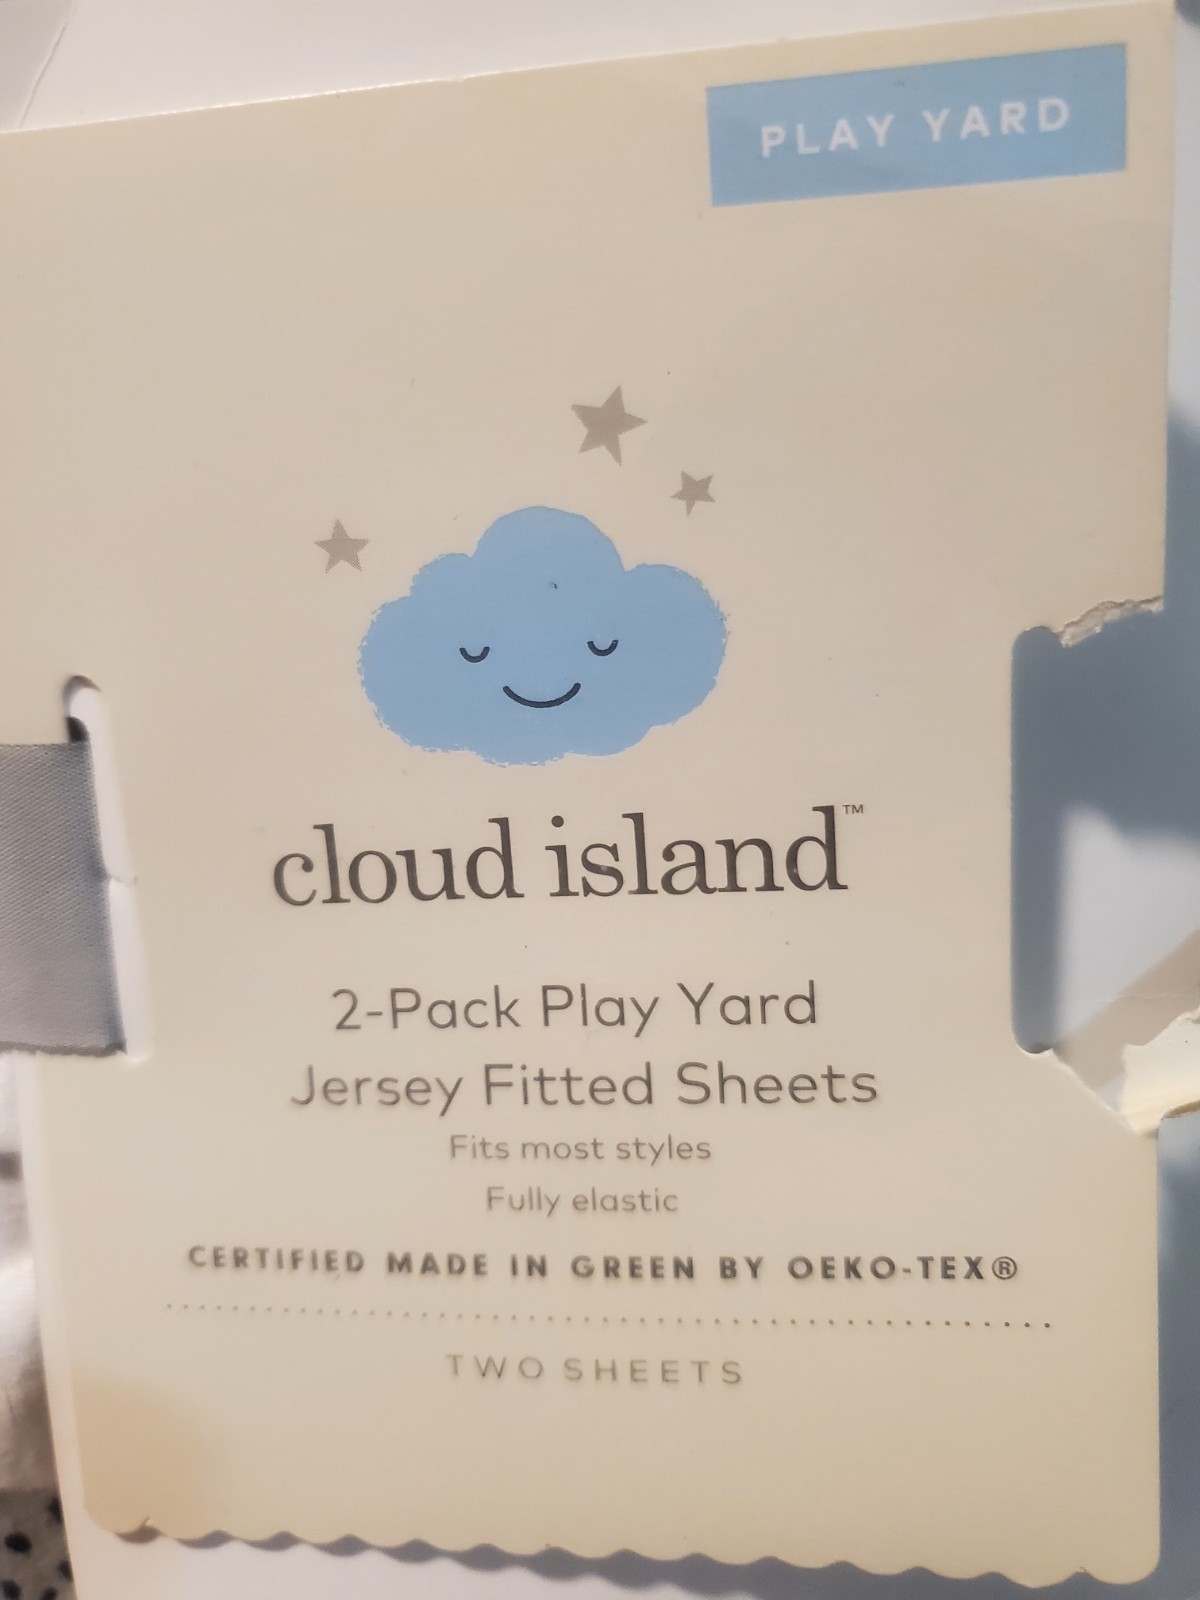 PLAY YARD
cloud island™
2-Pack Play Yard
Jersey Fitted Sheets
Fits most styles
Fully elastic
CERTIFIED MADE IN GREEN BY OEKO-TEX®
TWO SHEETS